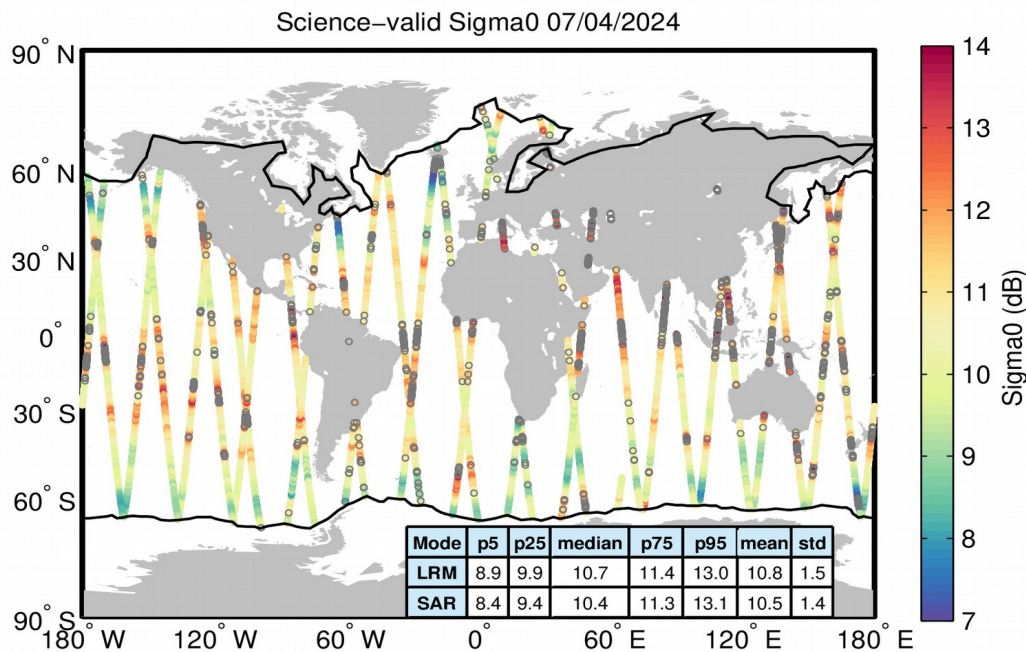 Science−valid Sigma0 07/04/2024
90° N
60° N
30° N
0°
30° S
60° S
90° S
180° W
120° W
60° W
0°
60° E
120° E
180° E
Mode p5 p25 median p75 p95 mean std
LRM 8.9 9.9 10.7 11.4 13.0 10.8 1.5
SAR 8.4 9.4 10.4 11.3 13.1 10.5 1.4
14
13
12
11
10
9
8
7
Sigma0 (dB)